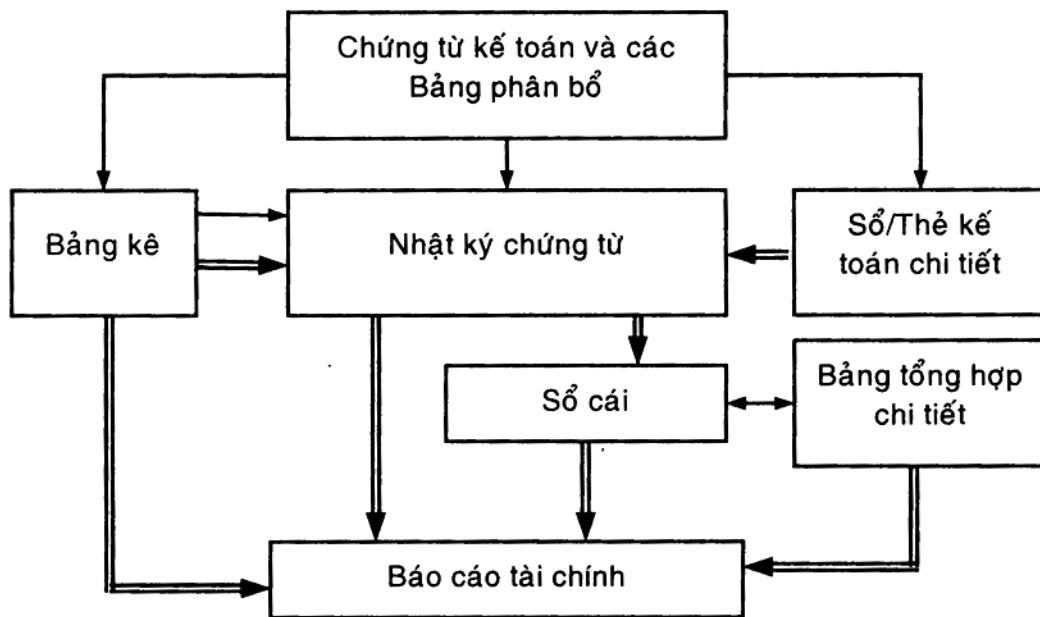 Chứng từ kế toán và các
Bảng phân bổ
Bảng kê
Nhật ký chứng từ
Sổ/Thẻ kế
toán chi tiết
Sổ cái
Bảng tổng hợp
chi tiết
Báo cáo tài chính